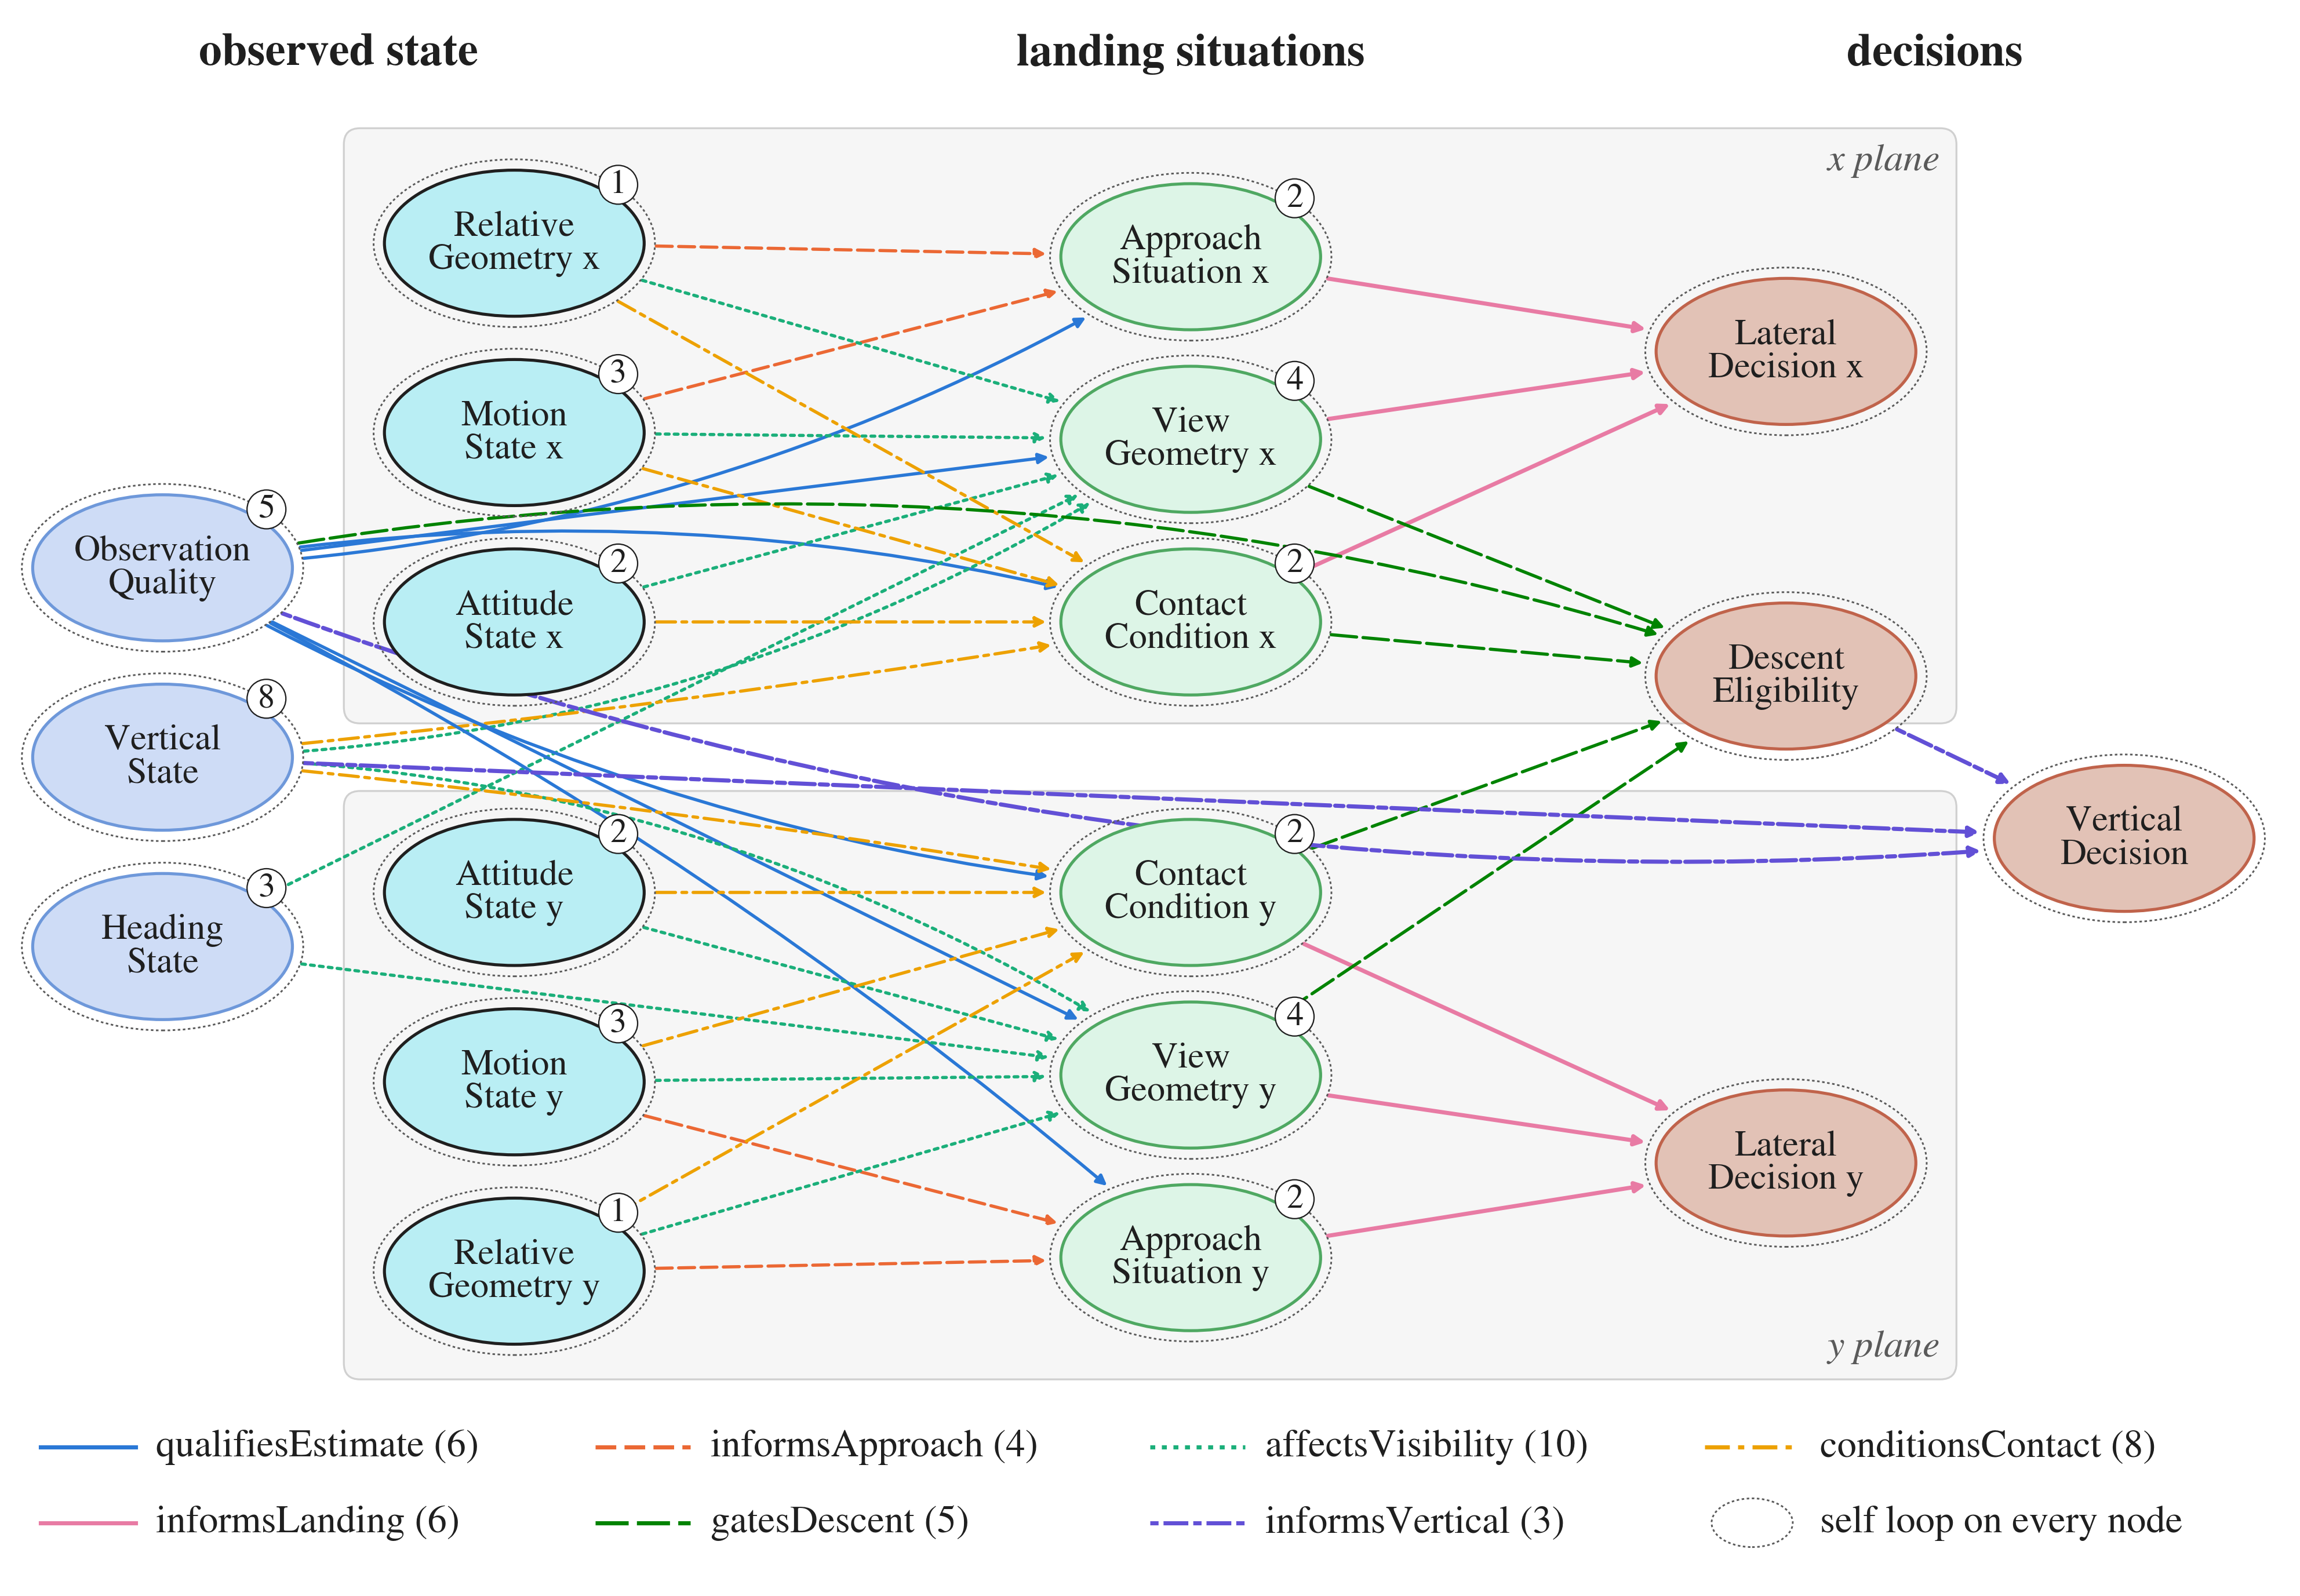 observed state
landing situations
decisions
x plane
1
Relative
Geometry x
2
Approach
Situation x
Lateral
Decision x
3
Motion
State x
4
View
Geometry x
5
Observation
Quality
2
Attitude
State x
2
Contact
Condition x
Descent
Eligibility
8
Vertical
State
Vertical
Decision
3
Heading
State
2
Attitude
State y
2
Contact
Condition y
3
Motion
State y
4
View
Geometry y
Lateral
Decision y
1
Relative
Geometry y
2
Approach
Situation y
y plane
qualifiesEstimate (6)
informsApproach (4)
affectsVisibility (10)
conditionsContact (8)
informsLanding (6)
gatesDescent (5)
informsVertical (3)
self loop on every node